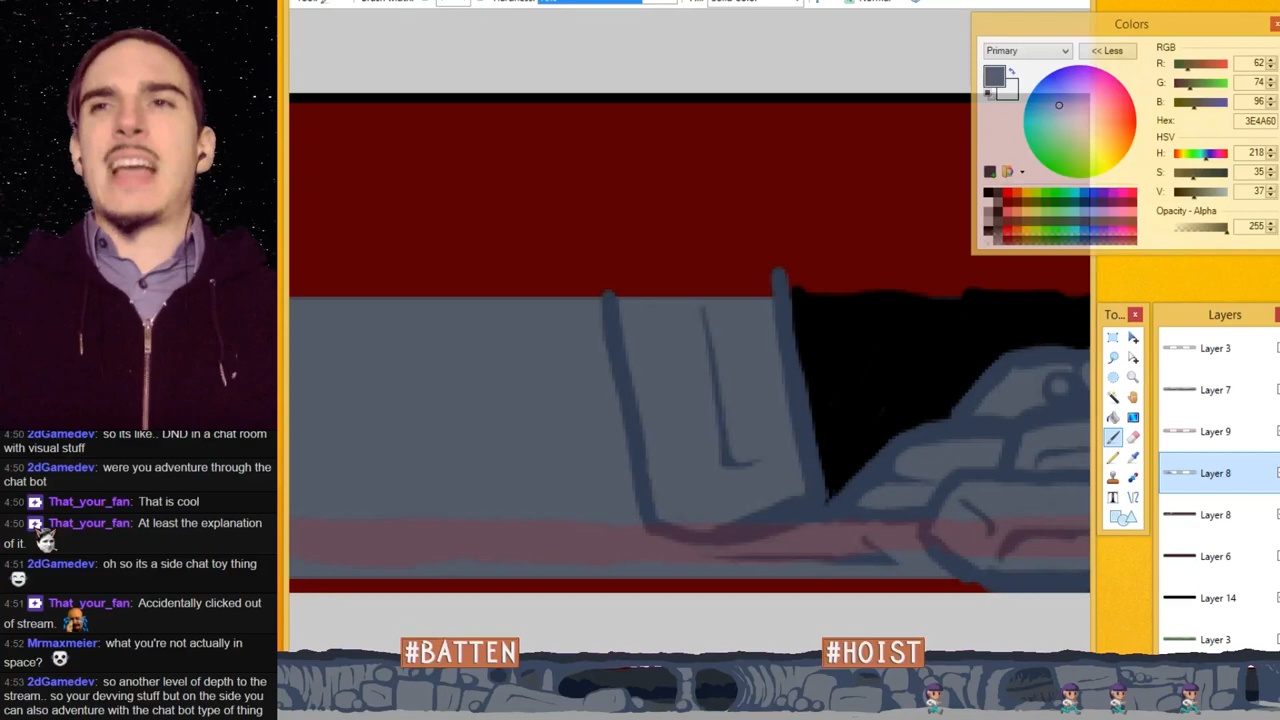 Colors
Primary
<< Less
RGB
R: 62
G: 74
B: 96
Hex: 3E4A60
HSV
H: 218
S: 35
V: 37
Opacity - Alpha
255
To...
Layers
Layer 3
Layer 7
Layer 9
Layer 8
Layer 8
Layer 6
Layer 14
Layer 3
4:50 2dGamedev: so its like.. DND in a chat room
with visual stuff
4:50 2dGamedev: were you adventure through the
chat bot
4:50 That_your_fan: That is cool
4:50 That_your_fan: At least the explanation
of it.
4:51 2dGamedev: oh so its a side chat toy thing
4:51 That_your_fan: Accidentally clicked out
of stream.
4:52 Mrmaxmeier: what you're not actually in
space?
4:53 2dGamedev: so another level of depth to the
stream.. so your devving stuff but on the side you
can also adventure with the chat bot type of thing
#BATTEN
#HOIST